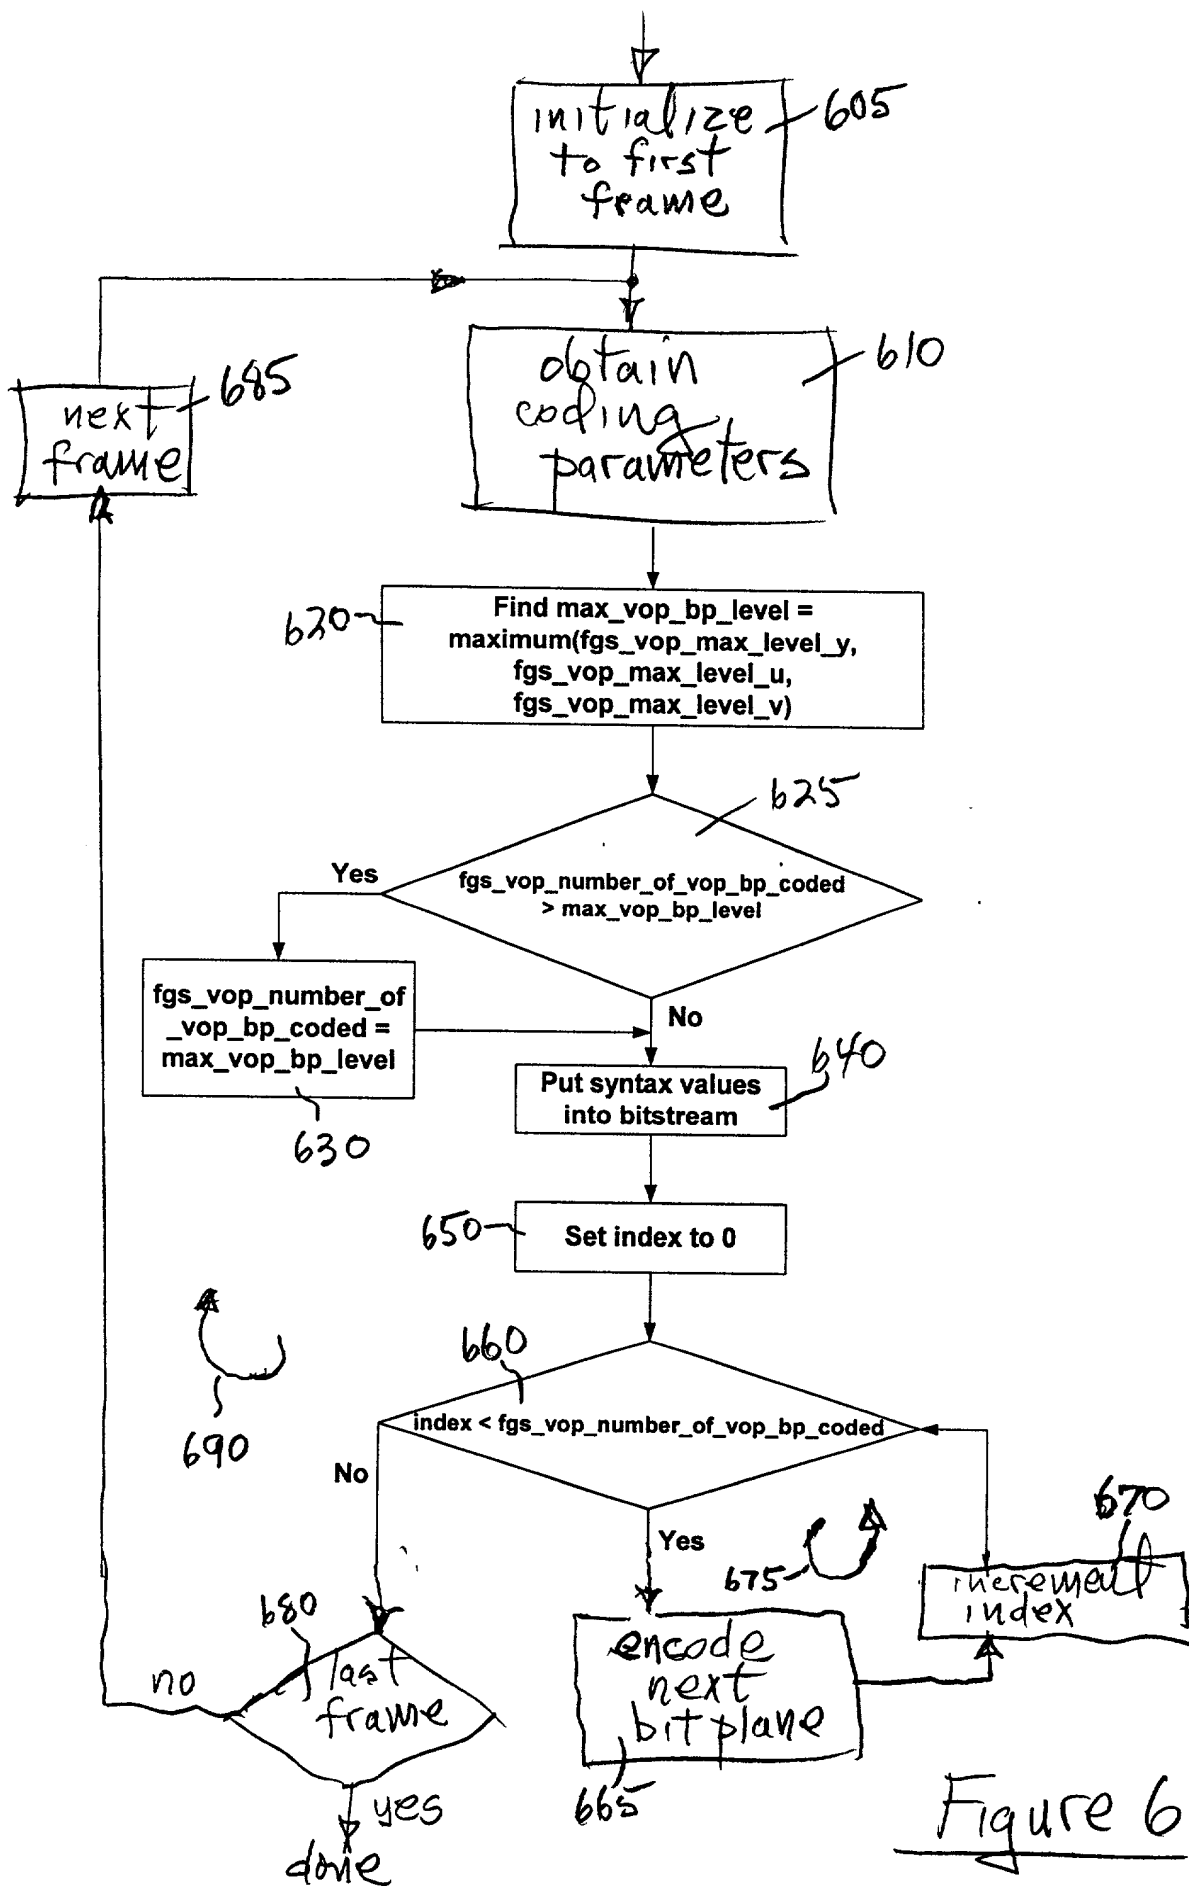 initialize
to first
frame
605
obtain
coding
parameters
610
next
frame
685
620
Find max_vop_bp_level =
maximum(fgs_vop_max_level_y,
fgs_vop_max_level_u,
fgs_vop_max_level_v)
625
Yes
fgs_vop_number_of_vop_bp_coded
> max_vop_bp_level
fgs_vop_number_of
_vop_bp_coded =
max_vop_bp_level
630
No
640
Put syntax values
into bitstream
650
Set index to 0
660
index < fgs_vop_number_of_vop_bp_coded
690
No
Yes
675
670
increment
index
680
last
frame
no
encode
next
bit plane
665
yes
done
Figure 6